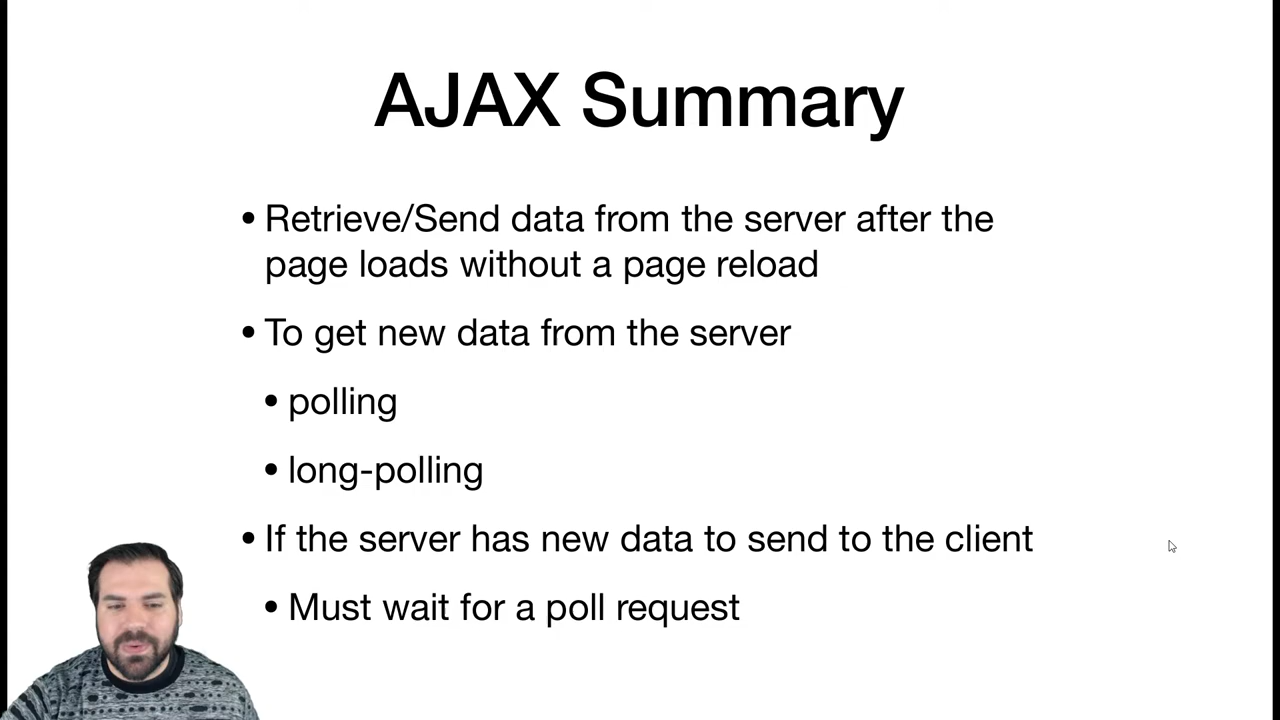 AJAX Summary
• Retrieve/Send data from the server after the
page loads without a page reload
• To get new data from the server
• polling
• long-polling
• If the server has new data to send to the client
• Must wait for a poll request